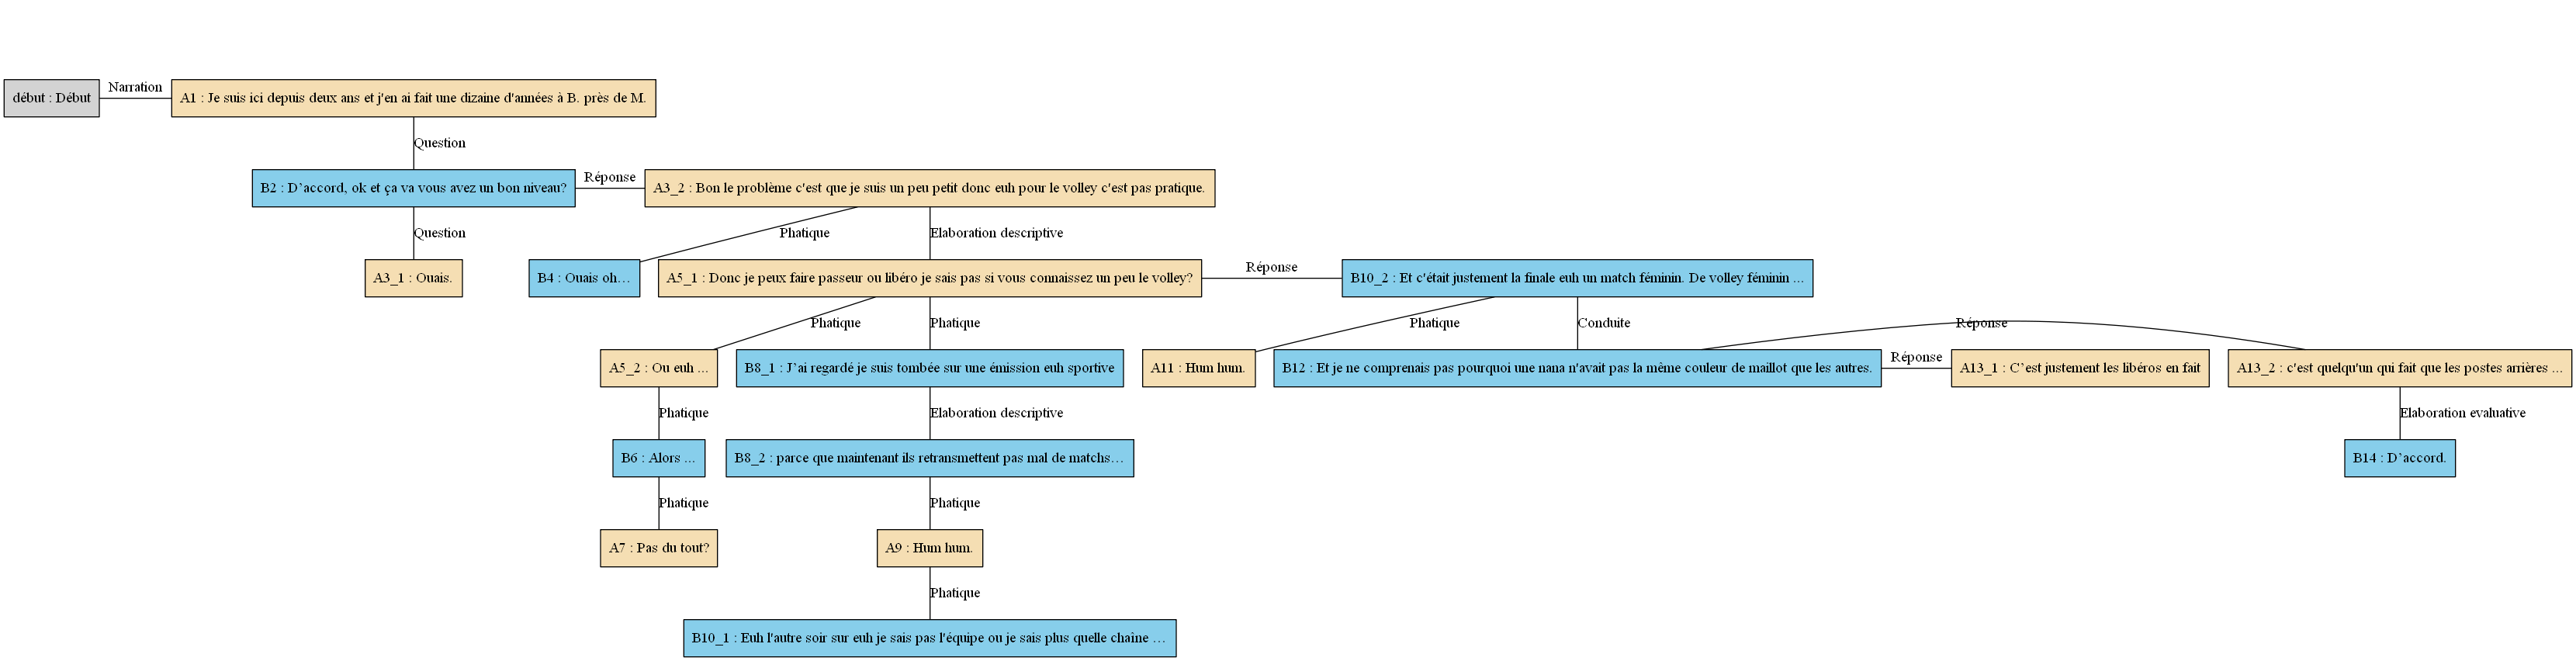 Narration
début : Début
A1 : Je suis ici depuis deux ans et j'en ai fait une dizaine d'années à B. près de M.
Question
B2 : D’accord, ok et ça va vous avez un bon niveau?
Réponse
A3_2 : Bon le problème c'est que je suis un peu petit donc euh pour le volley c'est pas pratique.
Question
Phatique
Elaboration descriptive
A3_1 : Ouais.
B4 : Ouais oh…
A5_1 : Donc je peux faire passeur ou libéro je sais pas si vous connaissez un peu le volley?
Réponse
B10_2 : Et c'était justement la finale euh un match féminin. De volley féminin ...
Phatique
Phatique
Phatique
Conduite
Réponse
A5_2 : Ou euh ...
B8_1 : J’ai regardé je suis tombée sur une émission euh sportive
A11 : Hum hum.
B12 : Et je ne comprenais pas pourquoi une nana n'avait pas la même couleur de maillot que les autres.
Réponse
A13_1 : C’est justement les libéros en fait
A13_2 : c'est quelqu'un qui fait que les postes arrières ...
Phatique
Elaboration descriptive
Elaboration evaluative
B6 : Alors ...
B8_2 : parce que maintenant ils retransmettent pas mal de matchs…
B14 : D’accord.
Phatique
Phatique
A7 : Pas du tout?
A9 : Hum hum.
Phatique
B10_1 : Euh l'autre soir sur euh je sais pas l'équipe ou je sais plus quelle chaîne …